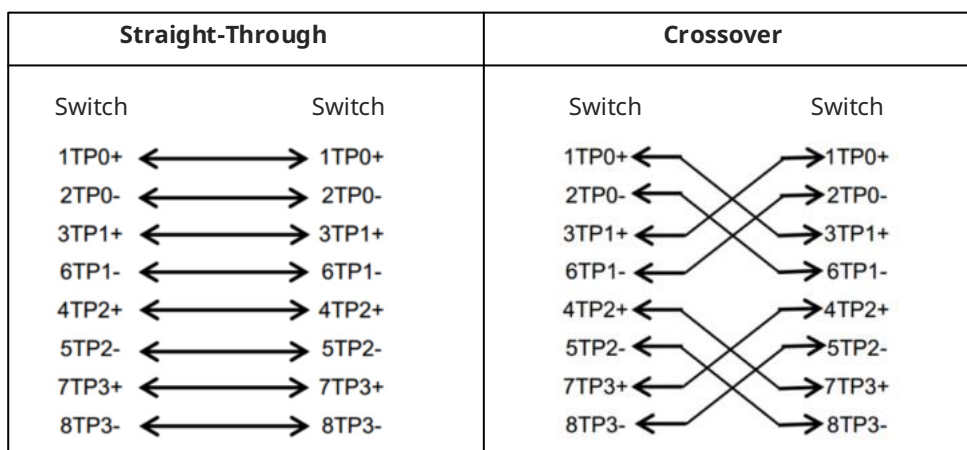 Straight-Through Crossover
Switch Switch Switch Switch
1TP0+ 1TP0+ 1TP0+ 1TP0+
2TP0- 2TP0- 2TP0- 2TP0-
3TP1+ 3TP1+ 3TP1+ 3TP1+
6TP1- 6TP1- 6TP1- 6TP1-
4TP2+ 4TP2+ 4TP2+ 4TP2+
5TP2- 5TP2- 5TP2- 5TP2-
7TP3+ 7TP3+ 7TP3+ 7TP3+
8TP3- 8TP3- 8TP3- 8TP3-